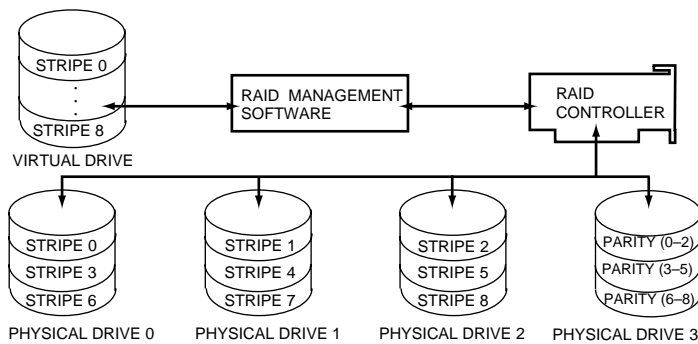 STRIPE 0
.
.
.
STRIPE 8
VIRTUAL DRIVE
RAID MANAGEMENT
SOFTWARE
RAID
CONTROLLER
STRIPE 0
STRIPE 3
STRIPE 6
PHYSICAL DRIVE 0
STRIPE 1
STRIPE 4
STRIPE 7
PHYSICAL DRIVE 1
STRIPE 2
STRIPE 5
STRIPE 8
PHYSICAL DRIVE 2
PARITY (0–2)
PARITY (3–5)
PARITY (6–8)
PHYSICAL DRIVE 3